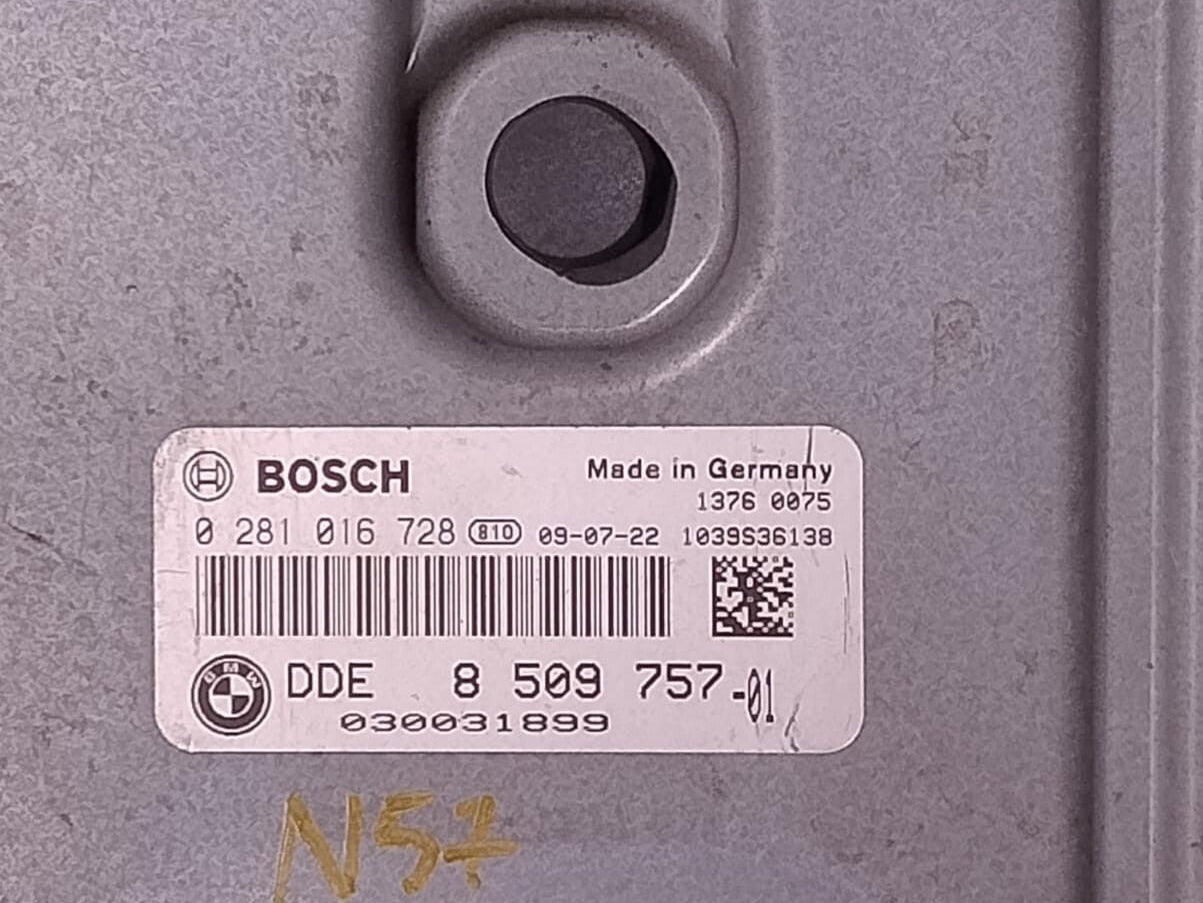 BOSCH Made in Germany
1376 0075
0 281 016 728 810 09-07-22 1039S36138
BMW DDE 8 509 757-01
030031899
N57